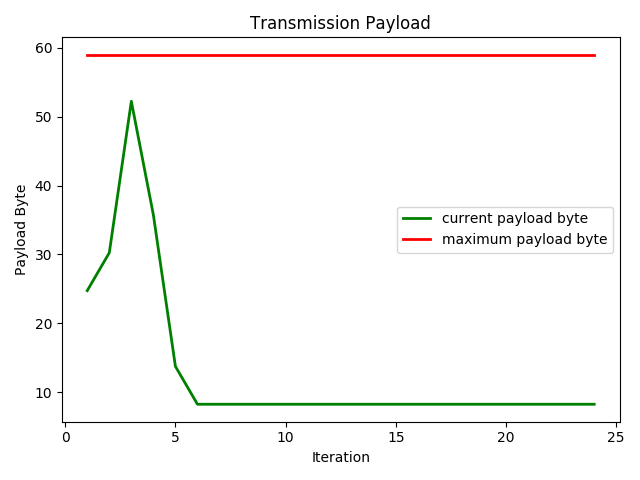 Transmission Payload
60
50
40
30
20
10
Payload Byte
current payload byte
maximum payload byte
0
5
10
15
20
25
Iteration